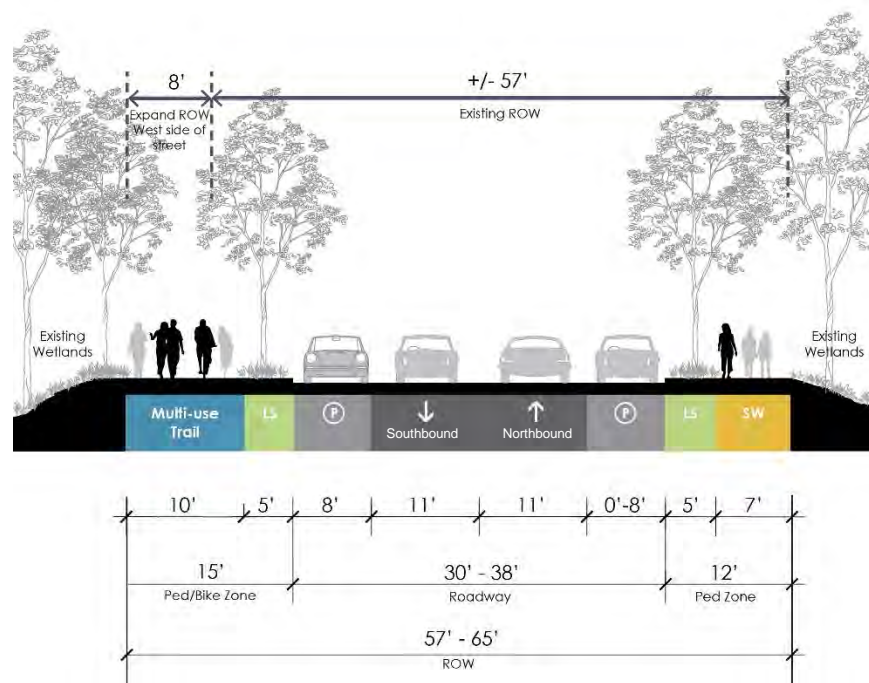 8’
+/- 57’
Expand ROW
West side of
street
Existing ROW
Existing
Wetlands
Existing
Wetlands
Multi-use
Trail
LS
P
↓
Southbound
↑
Northbound
P
LS
SW
10’
5’
8’
11’
11’
0’-8’
5’
7’
15’
Ped/Bike Zone
30’ - 38’
Roadway
12’
Ped Zone
57’ - 65’
ROW